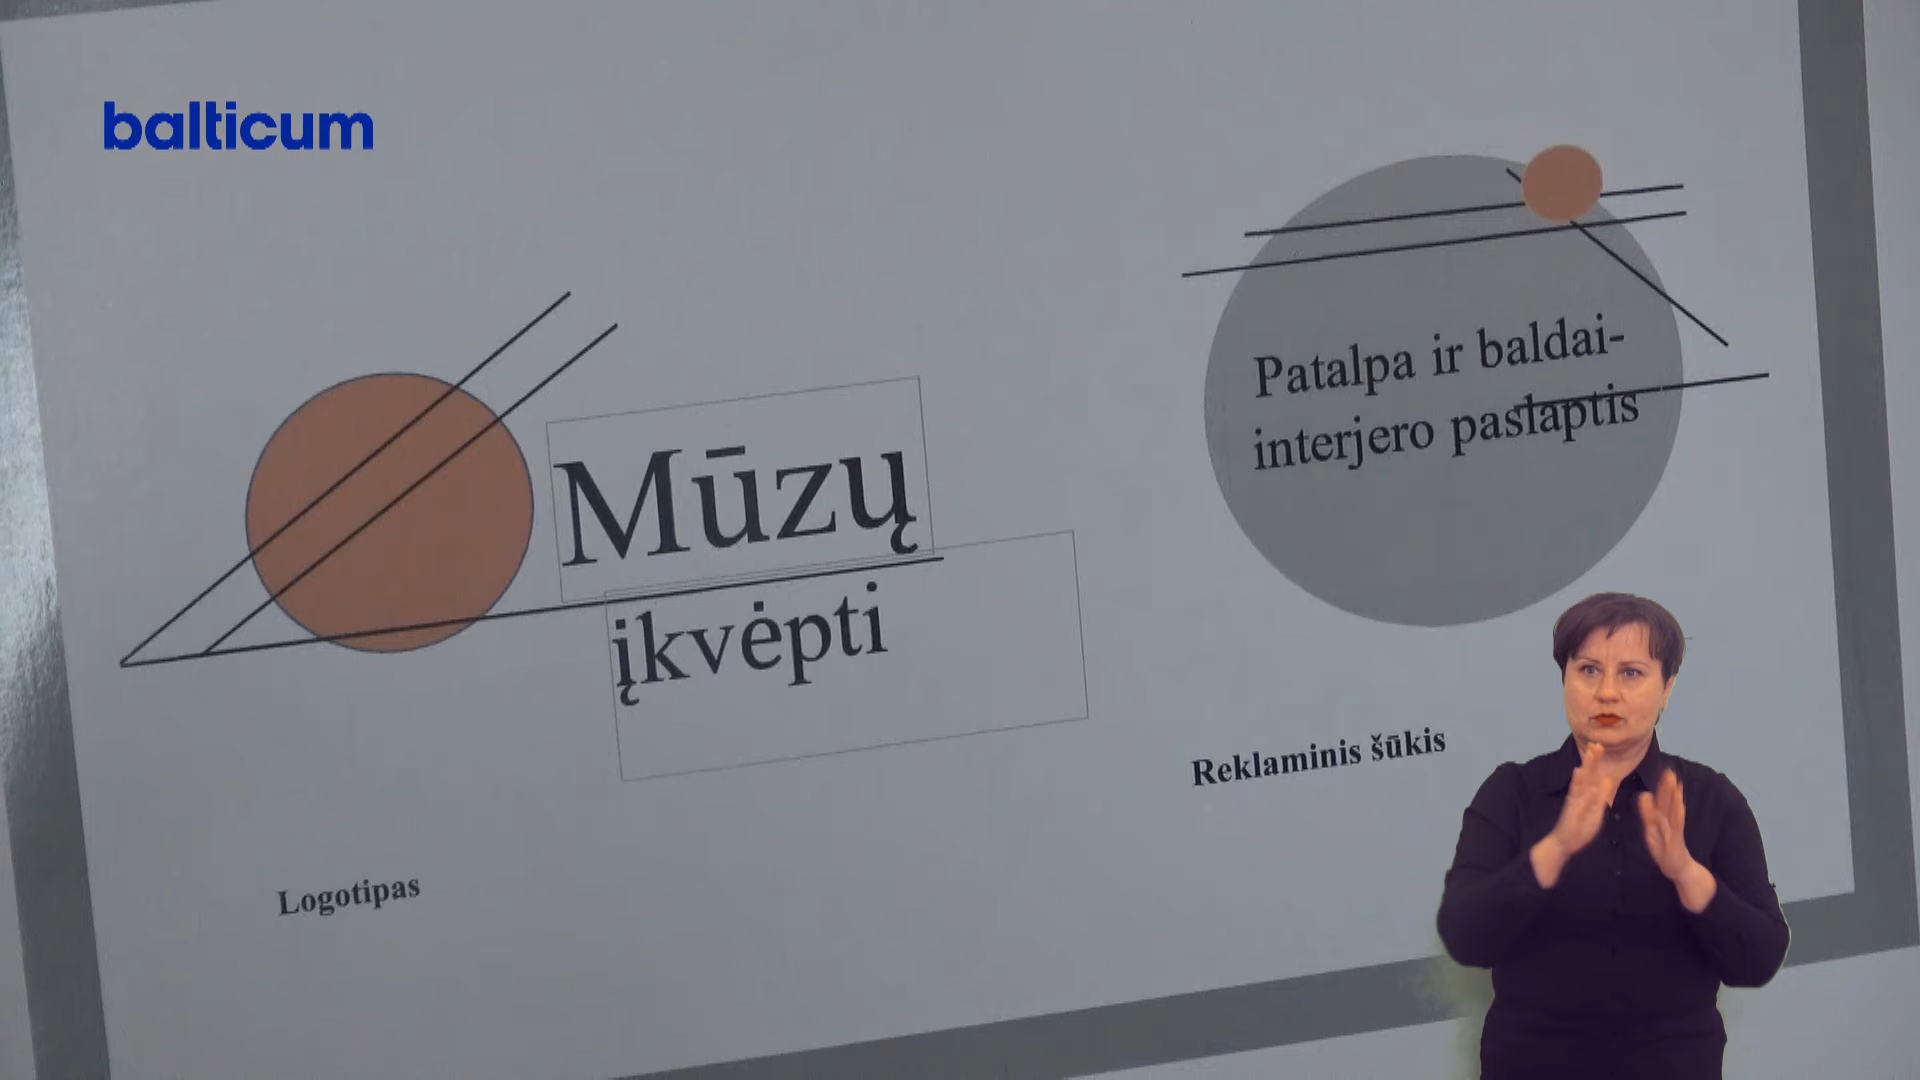 balticum
Mūzų
įkvėpti
Logotipas
Patalpa ir baldai-
interjero paslaptis
Reklaminis šūkis